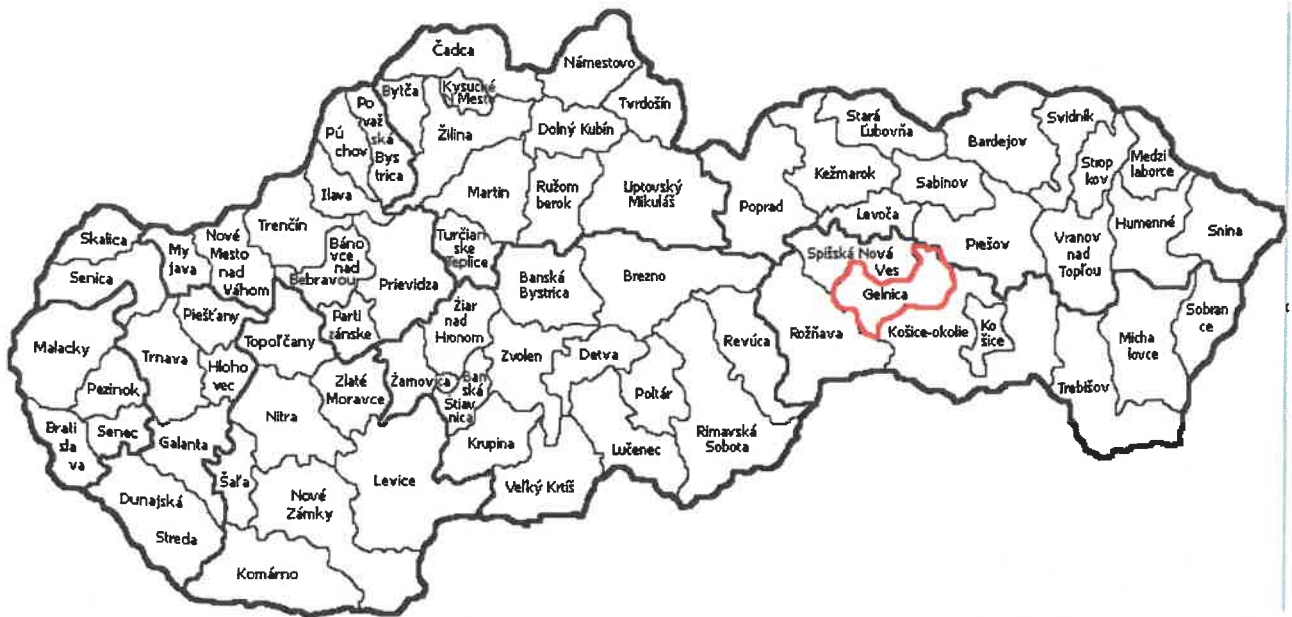 Čadca
Námestovo
Bytča
Kysucké
N Mesto
Tvrdošín
Po
važ
ská
Bys
trica
Pú
chov
Žilina
Dolný Kubín
Stará
Ľubovňa
Bardejov
Svidník
Strop
kov
Medzi
laborce
Ilava
Martin
Ružom
berok
Liptovský
Mikuláš
Poprad
Kežmarok
Sabinov
Levoča
Humenné
Snina
Skalica
My
java
Nové
Mesto
nad
Váhom
Trenčín
Báno
vce nad
Bebravou
Turčian
ske
Teplice
Prievidza
Banská
Bystrica
Brezno
Spišská Nová
Ves
Prešov
Vranov
nad
Topľou
Senica
Piešťany
Topoľčany
Parti
zánske
Žiar
nad
Hronom
Gelnica
Sobran
ce
Malacky
Trnava
Hloho
vec
Zlaté
Moravce
Žarnovica
Ban
ská
Štiav
nica
Zvolen
Detva
Revúca
Rožňava
Košice-okolie
Ko
šice
Micha
lovce
Pezinok
Nitra
Poltár
Trebišov
Brati
sla
va
Senec
Galanta
Krupina
Lučenec
Rimavská
Sobota
Šaľa
Levice
Dunajská
Streda
Nové
Zámky
Veľký Krtíš
Komárno